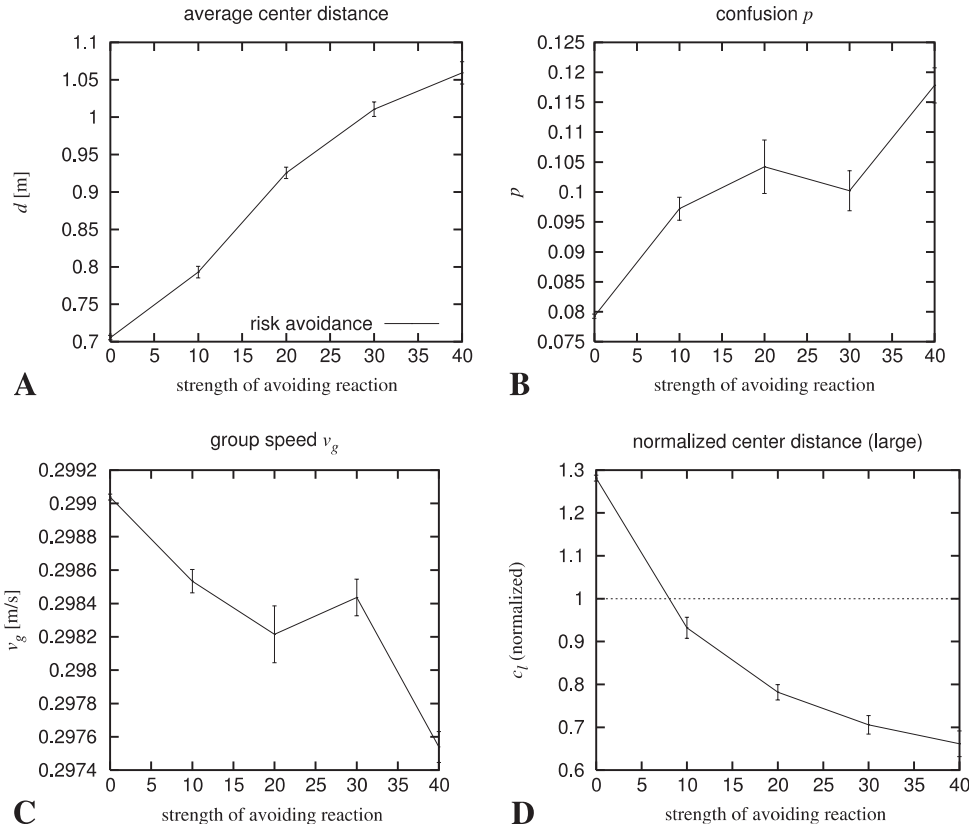 average center distance
1.1
1.05
1
0.95
0.9
0.85
0.8
0.75
0.7
d [m]
risk avoidance
0 5 10 15 20 25 30 35 40
strength of avoiding reaction
A
confusion p
0.125
0.12
0.115
0.11
0.105
0.1
0.095
0.09
0.085
0.08
0.075
p
0 5 10 15 20 25 30 35 40
strength of avoiding reaction
B
group speed v_g
0.2992
0.299
0.2988
0.2986
0.2984
0.2982
0.298
0.2978
0.2976
0.2974
v_g [m/s]
0 5 10 15 20 25 30 35 40
strength of avoiding reaction
C
normalized center distance (large)
1.3
1.2
1.1
1
0.9
0.8
0.7
0.6
c_l (normalized)
0 5 10 15 20 25 30 35 40
strength of avoiding reaction
D